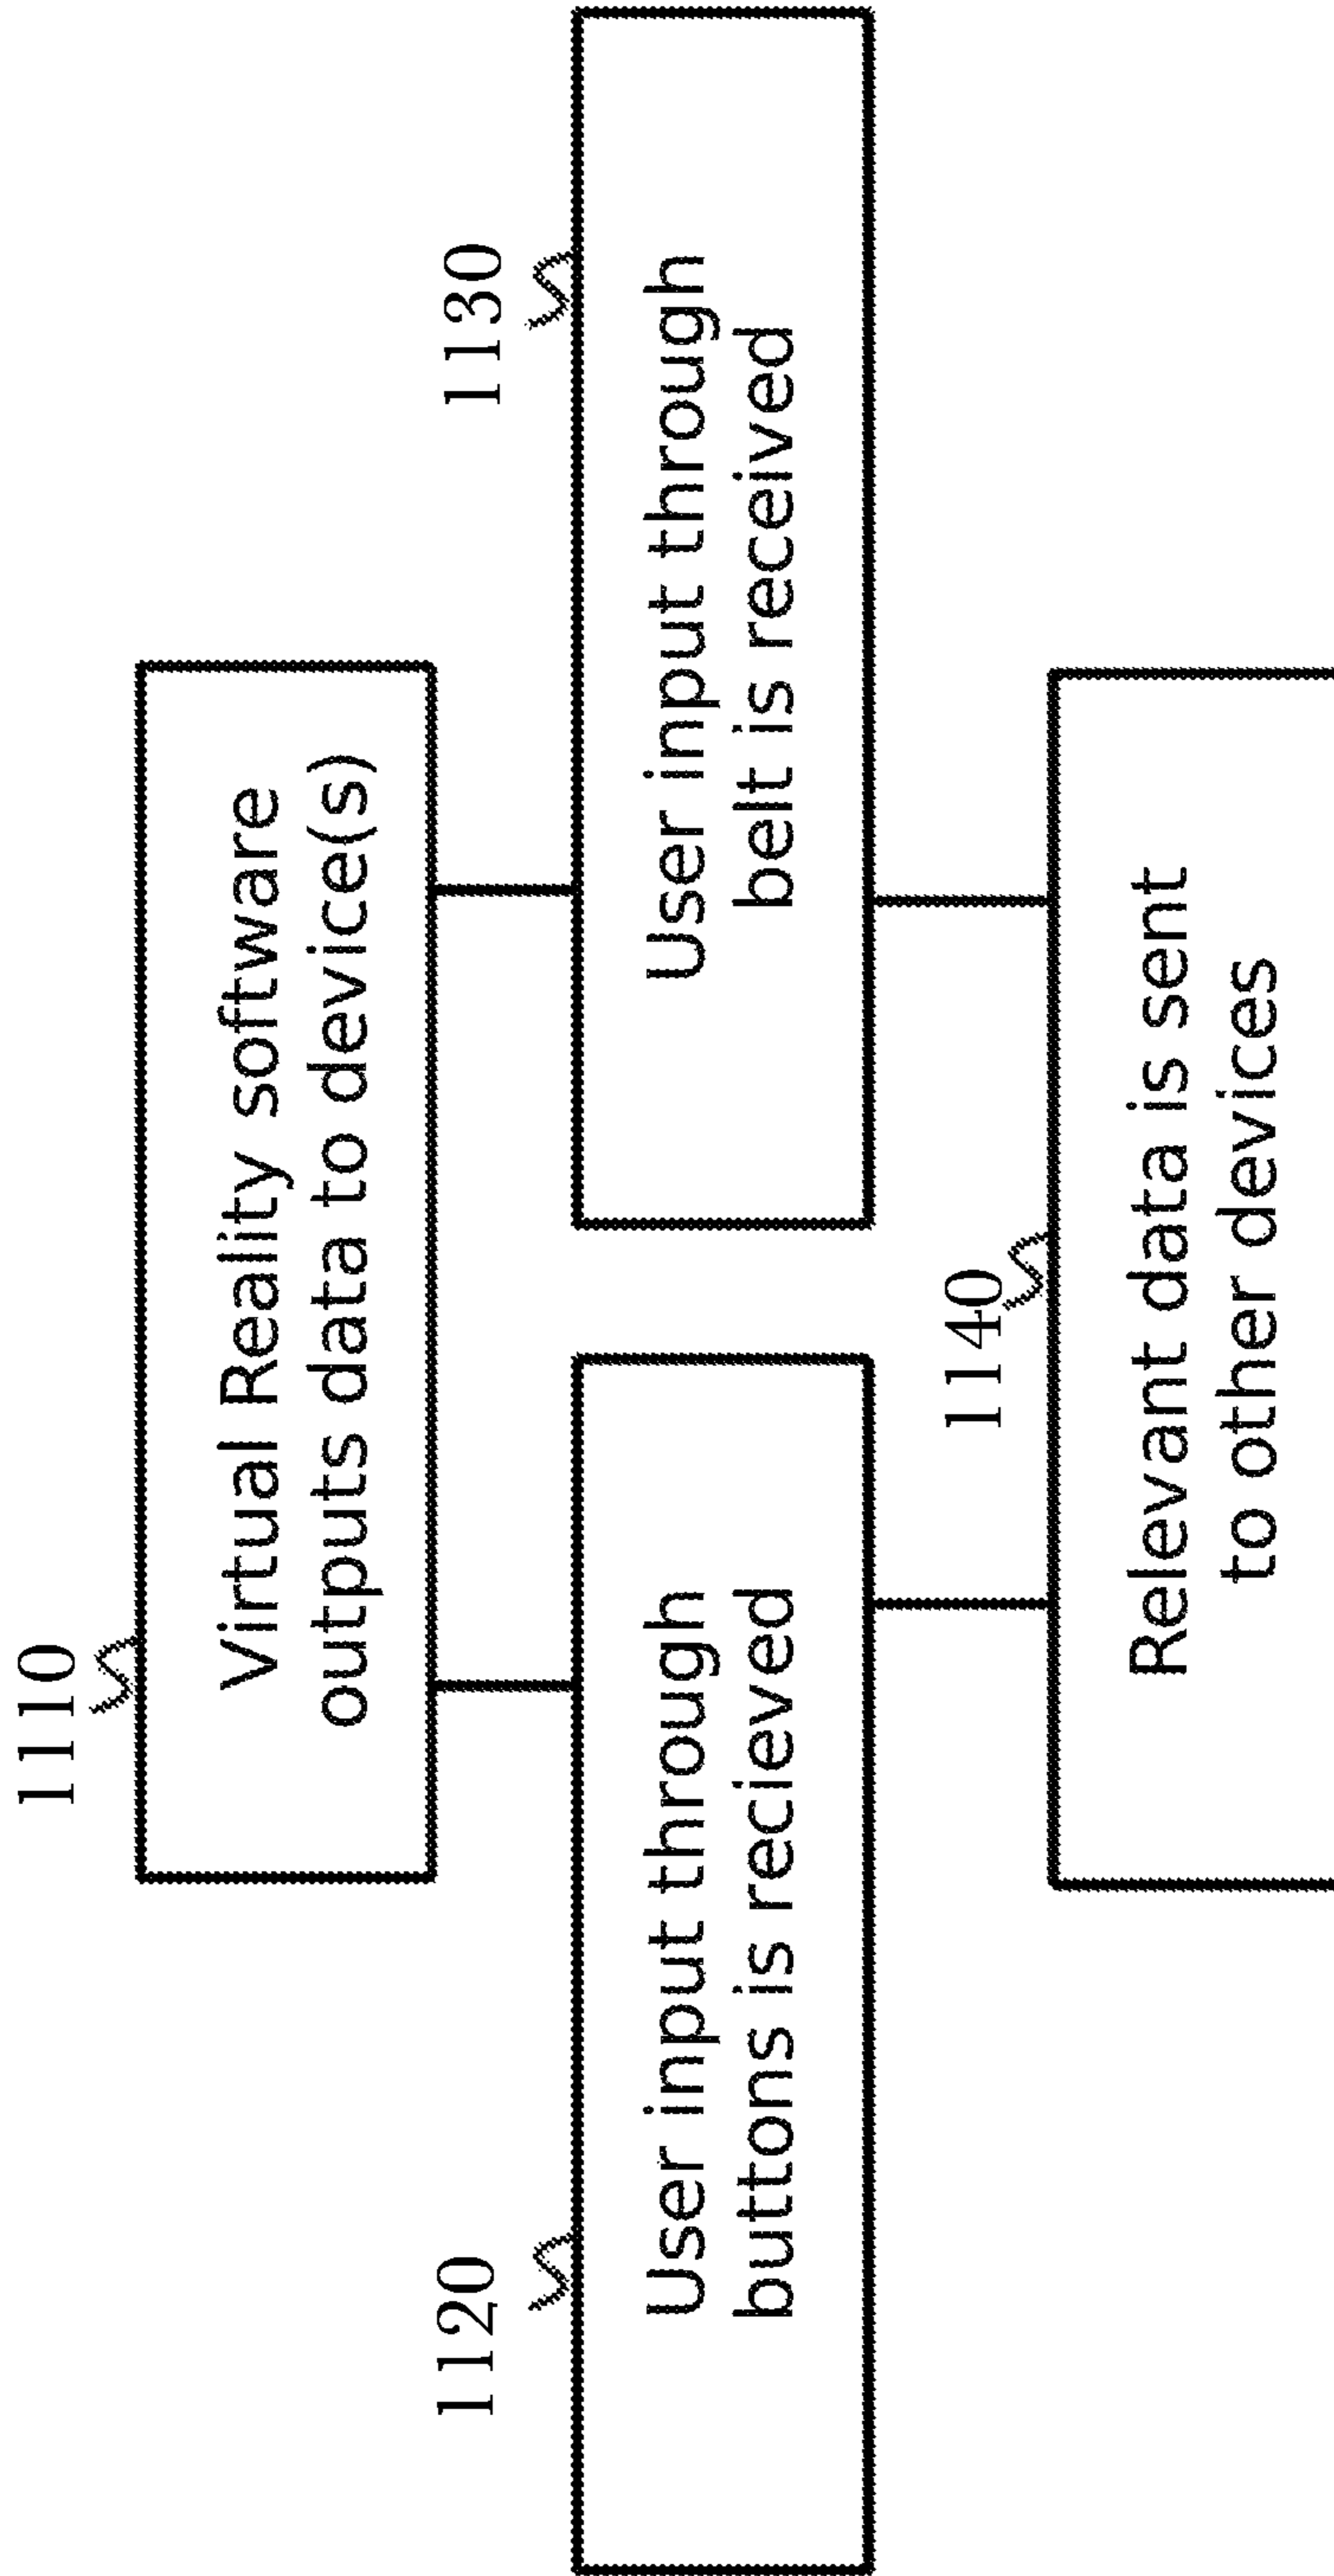 1110
Virtual Reality software
outputs data to device(s)
1120
User input through
buttons is recieved
1130
User input through
belt is received
1140
Relevant data is sent
to other devices